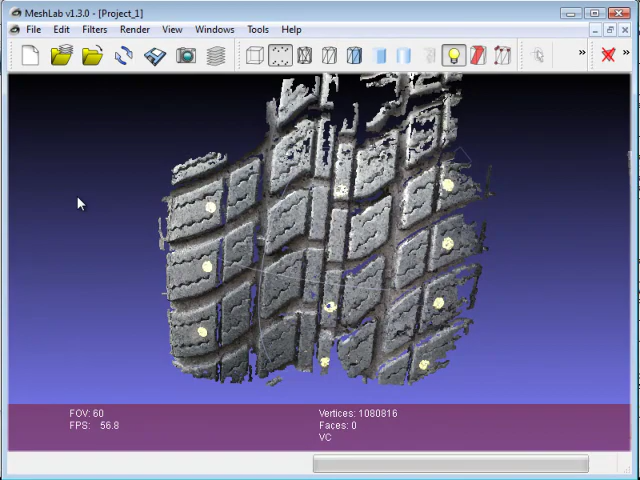 MeshLab v1.3.0 - [Project_1]
File Edit Filters Render View Windows Tools Help
» »
FOV: 60
FPS: 56.8
Vertices: 1080816
Faces: 0
VC